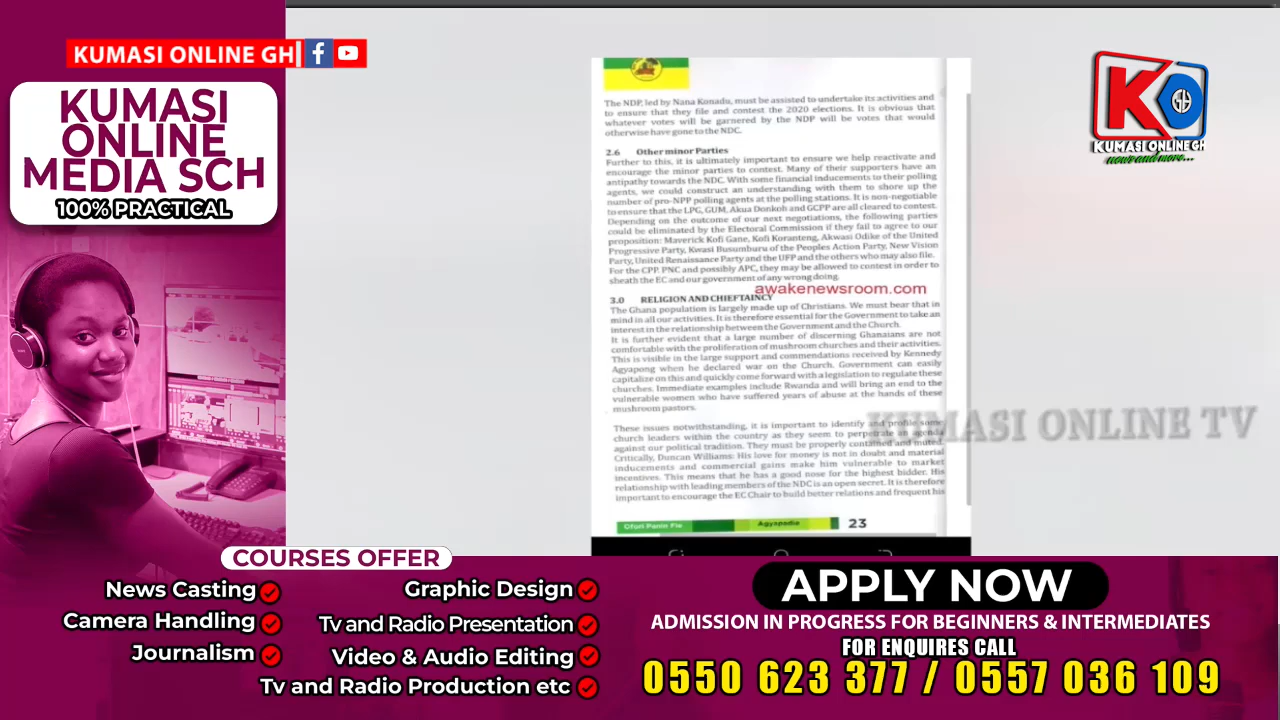 KUMASI ONLINE GH
KUMASI
ONLINE
MEDIA SCH
100% PRACTICAL
The NDP, led by Nana Konadu, must be assisted to undertake its activities and
to ensure that they file and contest the 2020 elections. It is obvious that
whatever votes will be garnered by the NDP will be votes that would
otherwise have gone to the NDC.
2.6 Other minor Parties
Further to this, it is ultimately important to ensure we help reactivate and
encourage the minor parties to contest. Many of their supporters have an
antipathy towards the NDC. With some financial inducements to their polling
agents, we could construct an understanding with them to shore up the
number of pro-NPP polling agents at the polling stations. It is non-negotiable
to ensure that the LPG, GUM, Akua Donkoh and GCPP are all cleared to contest.
Depending on the outcome of our next negotiations, the following parties
could be eliminated by the Electoral Commission if they fail to agree to our
proposition: Maverick Kofi Gane, Kofi Koranteng, Akwasi Odike of the United
Progressive Party, Kwasi Busumburu of the Peoples Action Party, New Vision
Party, United Renaissance Party and the UFP and the others who may also file.
For the CPP, PNC and possibly APC, they may be allowed to contest in order to
sheath the EC and our government of any wrong doing.
awakenewsroom.com
3.0 RELIGION AND CHIEFTAINCY
The Ghana population is largely made up of Christians. We must bear that in
mind in all our activities. It is therefore essential for the Government to take an
interest in the relationship between the Government and the Church.
It is further evident that a large number of discerning Ghanaians are not
comfortable with the proliferation of mushroom churches and their activities.
This is visible in the large support and commendations received by Kennedy
Agyapong when he declared war on the Church. Government can easily
capitalize on this and quickly come forward with a legislation to regulate these
churches. Immediate examples include Rwanda and will bring an end to the
vulnerable women who have suffered years of abuse at the hands of these
mushroom pastors.
These issues notwithstanding, it is important to identify and profile some
church leaders within the country as they seem to perpetrate an agenda
against our political tradition. They must be properly contained and muted.
Critically, Duncan Williams: His love for money is not in doubt and material
inducements and commercial gains make him vulnerable to market
incentives. This means that he has a good nose for the highest bidder. His
relationship with leading members of the NDC is an open secret. It is therefore
important to encourage the EC Chair to build better relations and frequent his
Ofori Panin Fie Agyapadie 23
KO
GH
KUMASI ONLINE GH
news and more...
KUMASI ONLINE TV
COURSES OFFER
News Casting
Camera Handling
Journalism
Graphic Design
Tv and Radio Presentation
Video & Audio Editing
Tv and Radio Production etc
APPLY NOW
ADMISSION IN PROGRESS FOR BEGINNERS & INTERMEDIATES
FOR ENQUIRES CALL
0550 623 377 / 0557 036 109